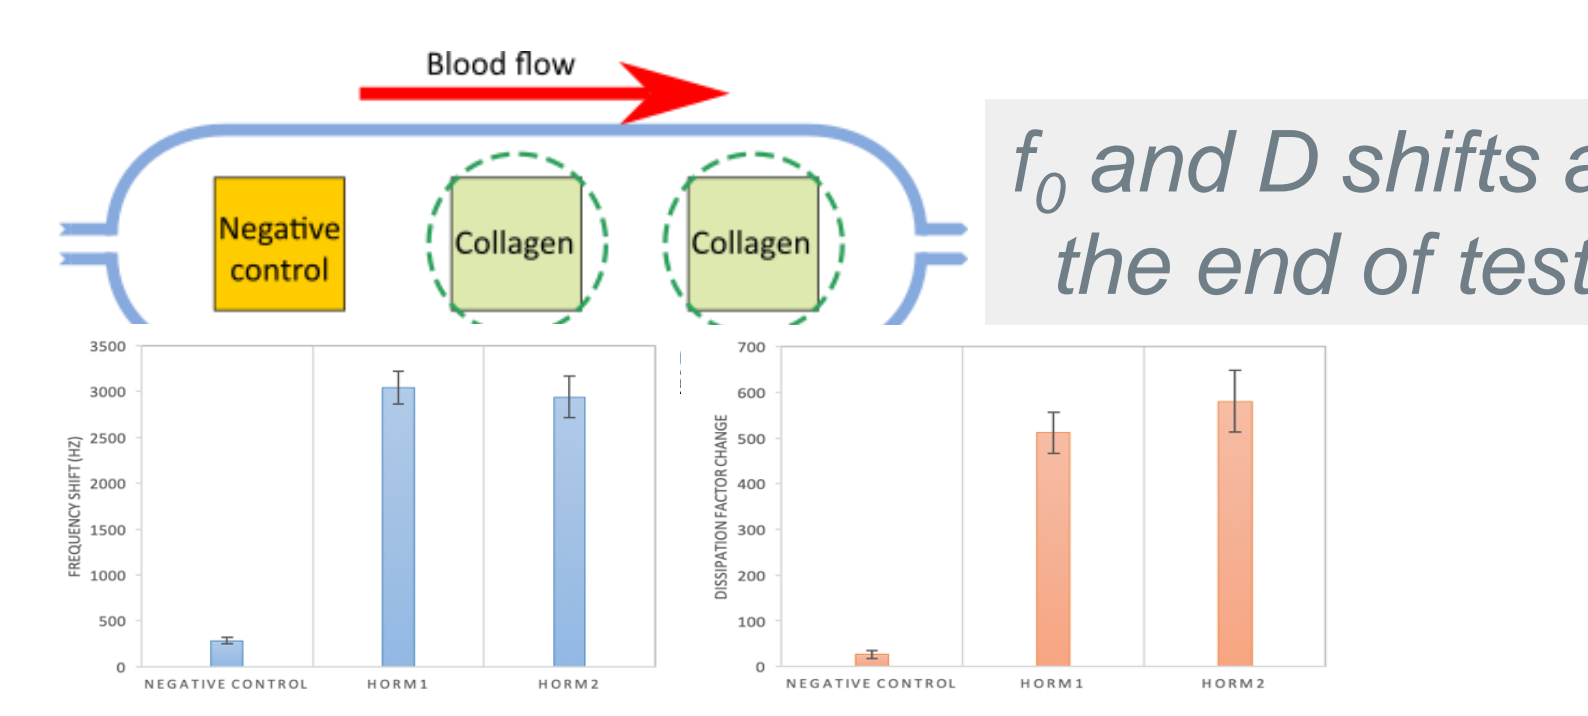 Blood flow
Negative
control
Collagen
Collagen
f0 and D shifts a
the end of test
3500
3000
2500
2000
1500
1000
500
0
FREQUENCY SHIFT (HZ)
NEGATIVE CONTROL
HORM1
HORM2
700
600
500
400
300
200
100
0
DISSIPATION FACTOR CHANGE
NEGATIVE CONTROL
HORM1
HORM2